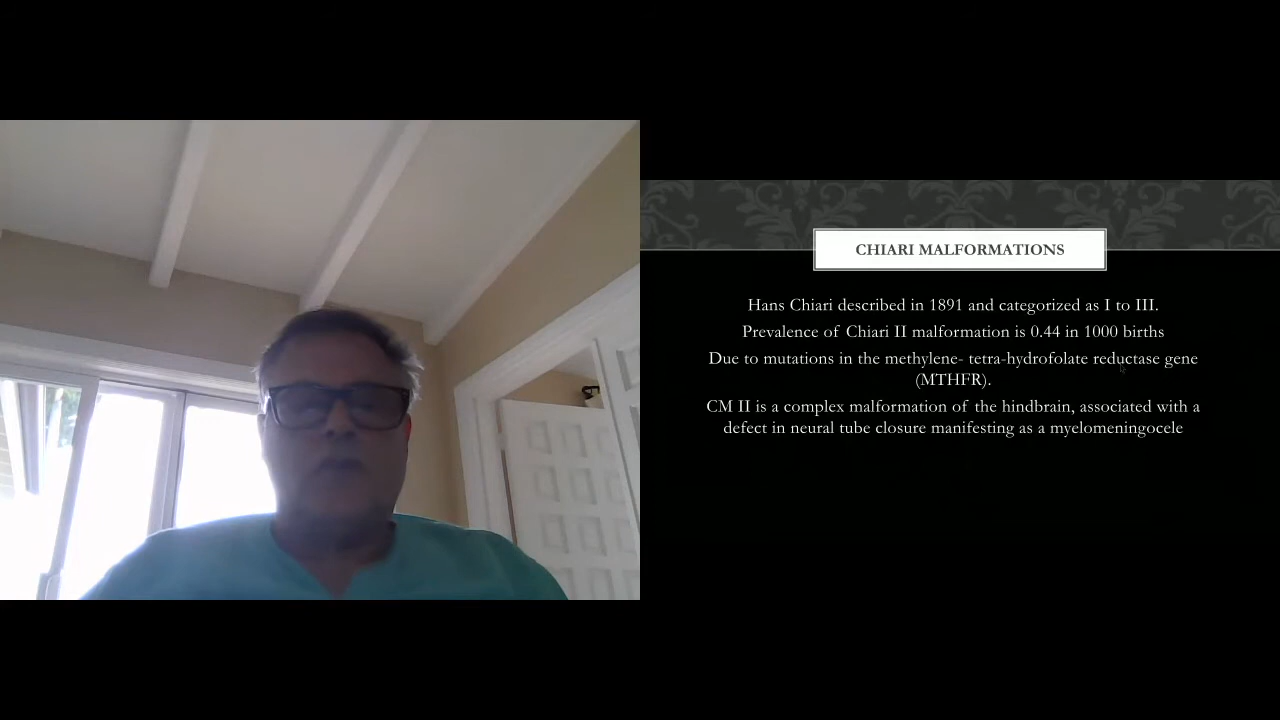 CHIARI MALFORMATIONS
Hans Chiari described in 1891 and categorized as I to III.
Prevalence of Chiari II malformation is 0.44 in 1000 births
Due to mutations in the methylene- tetra-hydrofolate reductase gene
(MTHFR).
CM II is a complex malformation of the hindbrain, associated with a
defect in neural tube closure manifesting as a myelomeningocele